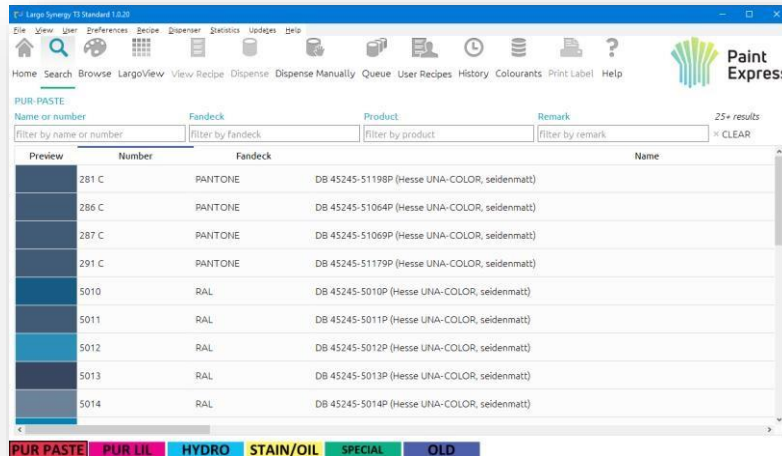 Largo Synergy T3 Standard 1.0.20
File View User Preferences Recipe Dispenser Statistics Updates Help
Home Search Browse LargoView View Recipe Dispense Dispense Manually Queue User Recipes History Colourants Print Label Help
Paint
Express
PUR-PASTE
Name or number Fandeck Product Remark 25+ results
filter by name or number filter by fandeck filter by product filter by remark × CLEAR
Preview Number Fandeck Name
281 C PANTONE DB 45245-51198P (Hesse UNA-COLOR, seidenmatt)
286 C PANTONE DB 45245-51064P (Hesse UNA-COLOR, seidenmatt)
287 C PANTONE DB 45245-51069P (Hesse UNA-COLOR, seidenmatt)
291 C PANTONE DB 45245-51179P (Hesse UNA-COLOR, seidenmatt)
5010 RAL DB 45245-5010P (Hesse UNA-COLOR, seidenmatt)
5011 RAL DB 45245-5011P (Hesse UNA-COLOR, seidenmatt)
5012 RAL DB 45245-5012P (Hesse UNA-COLOR, seidenmatt)
5013 RAL DB 45245-5013P (Hesse UNA-COLOR, seidenmatt)
5014 RAL DB 45245-5014P (Hesse UNA-COLOR, seidenmatt)
PUR PASTE PUR LIL HYDRO STAIN/OIL SPECIAL OLD